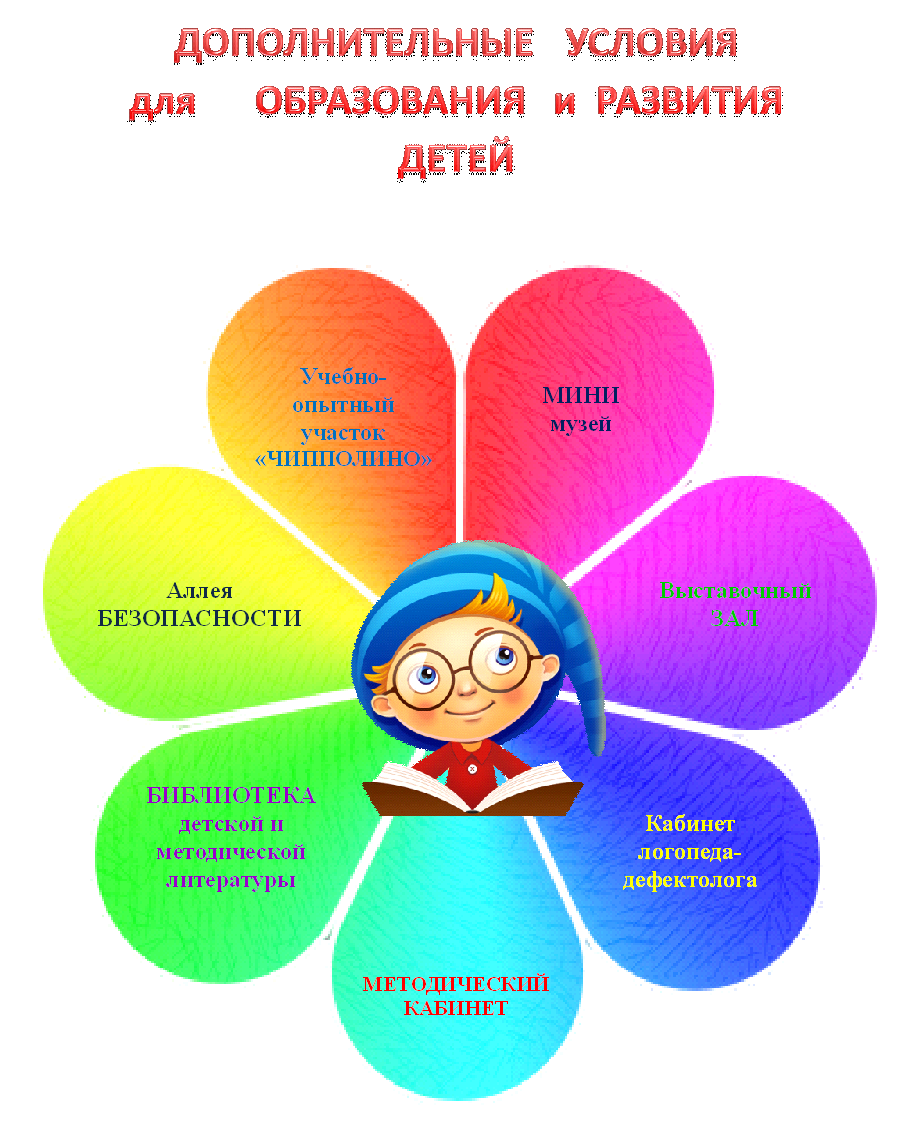 ДОПОЛНИТЕЛЬНЫЕ УСЛОВИЯ
для ОБРАЗОВАНИЯ и РАЗВИТИЯ
ДЕТЕЙ
Учебно-
опытный
участок
«ЧИППОЛИНО»
МИНИ
музей
Выставочный
ЗАЛ
Кабинет
логопеда-
дефектолога
МЕТОДИЧЕСКИЙ
КАБИНЕТ
БИБЛИОТЕКА
детской и
методической
литературы
Аллея
БЕЗОПАСНОСТИ